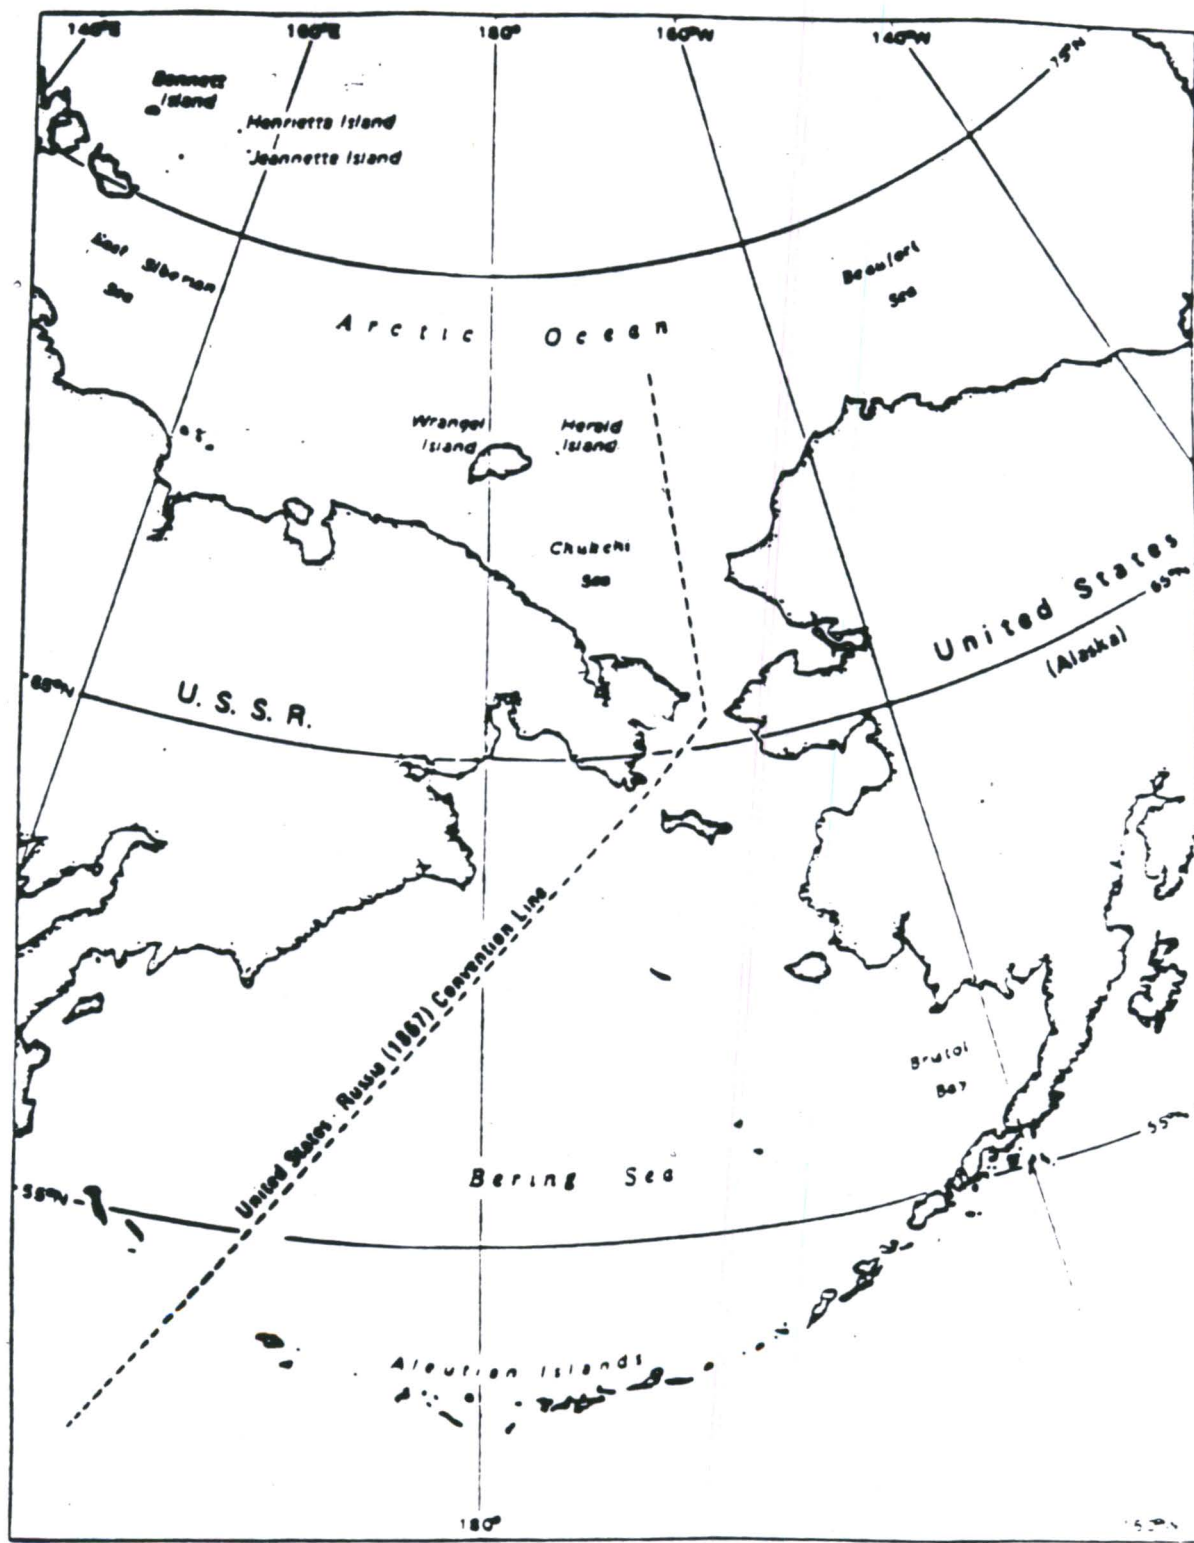 140°E 160°E 180° 160°W 140°W
75°N
Bennett
Island
Henrietta Island
Jeannette Island
East Siberian
Sea
Beaufort
Sea
Arctic Ocean
Wrangel
Island
Herald
Island
Chukchi
Sea
United States
(Alaska)
65°N
65°N
U.S.S.R.
United States - Russia (1867) Convention Line
Bristol
Bay
55°N
55°N
Bering Sea
Aleutian Islands
180°